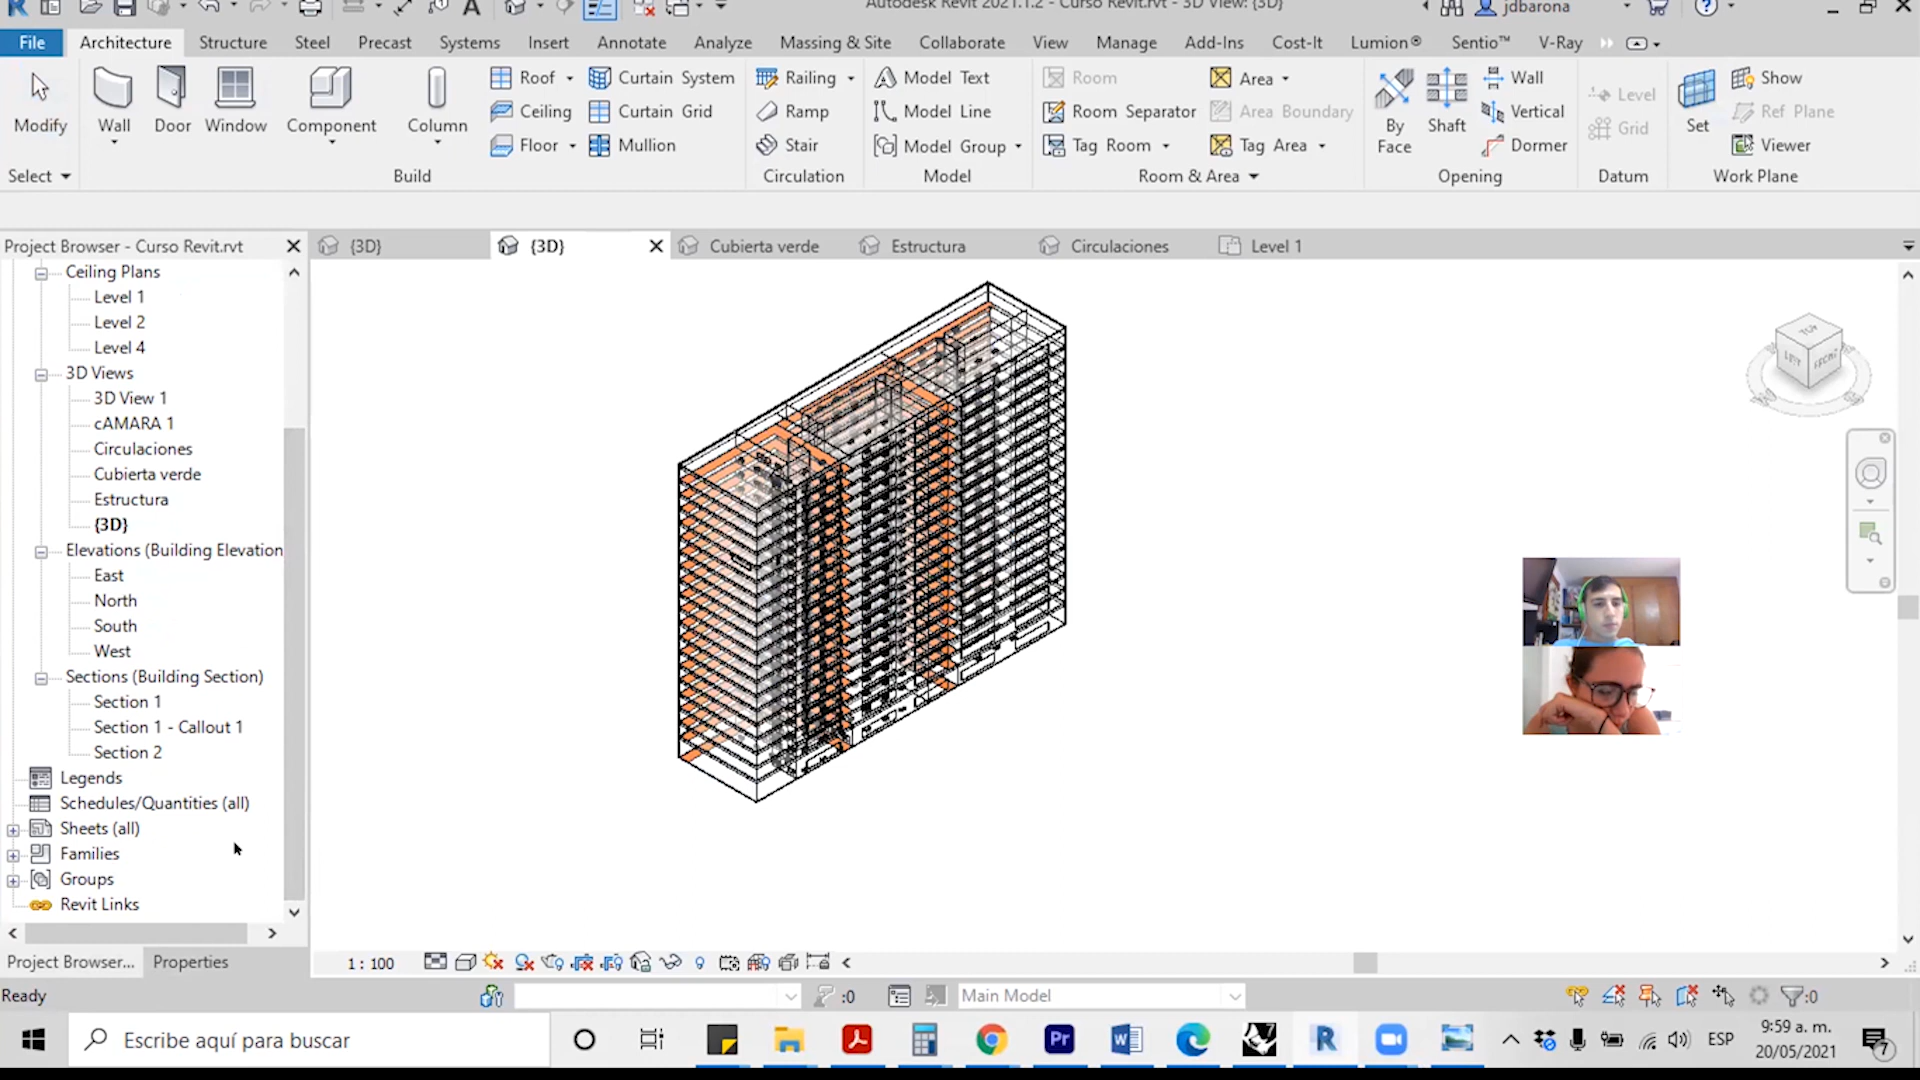 Autodesk Revit 2021.1.2 - Curso Revit.rvt - 3D View: {3D}
jdbarona
File Architecture Structure Steel Precast Systems Insert Annotate Analyze Massing & Site Collaborate View Manage Add-Ins Cost-It Lumion® Sentio™ V-Ray
Modify
Select
Wall
Door
Window
Component
Column
Roof
Ceiling
Floor
Curtain System
Curtain Grid
Mullion
Build
Railing
Ramp
Stair
Circulation
Model Text
Model Line
Model Group
Model
Room
Room Separator
Tag Room
Area
Area Boundary
Tag Area
Room & Area
By
Face
Shaft
Wall
Vertical
Dormer
Opening
Level
Grid
Datum
Set
Show
Ref Plane
Viewer
Work Plane
Project Browser - Curso Revit.rvt
{3D} {3D} Cubierta verde Estructura Circulaciones Level 1
Ceiling Plans
Level 1
Level 2
Level 4
3D Views
3D View 1
cAMARA 1
Circulaciones
Cubierta verde
Estructura
{3D}
Elevations (Building Elevation
East
North
South
West
Sections (Building Section)
Section 1
Section 1 - Callout 1
Section 2
Legends
Schedules/Quantities (all)
Sheets (all)
Families
Groups
Revit Links
TOP
LEFT
FRONT
Project Browser... Properties
1 : 100
Ready
:0
Main Model
:0
Escribe aquí para buscar
Pr
W
R
7
ESP
9:59 a. m.
20/05/2021
7